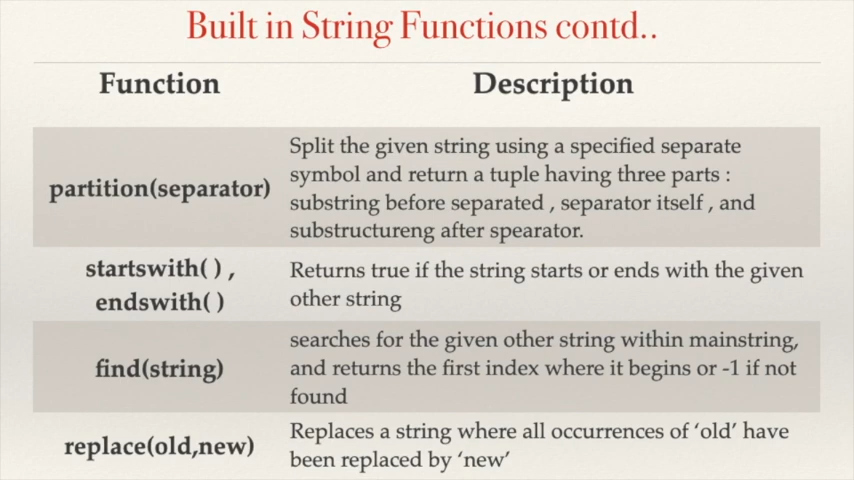 Built in String Functions contd..
Function Description
partition(separator)
Split the given string using a specified separate
symbol and return a tuple having three parts :
substring before separated , separator itself , and
substructureng after spearator.
startswith( ) ,
endswith( )
Returns true if the string starts or ends with the given
other string
find(string)
searches for the given other string within mainstring,
and returns the first index where it begins or -1 if not
found
replace(old,new)
Replaces a string where all occurrences of ‘old’ have
been replaced by ‘new’